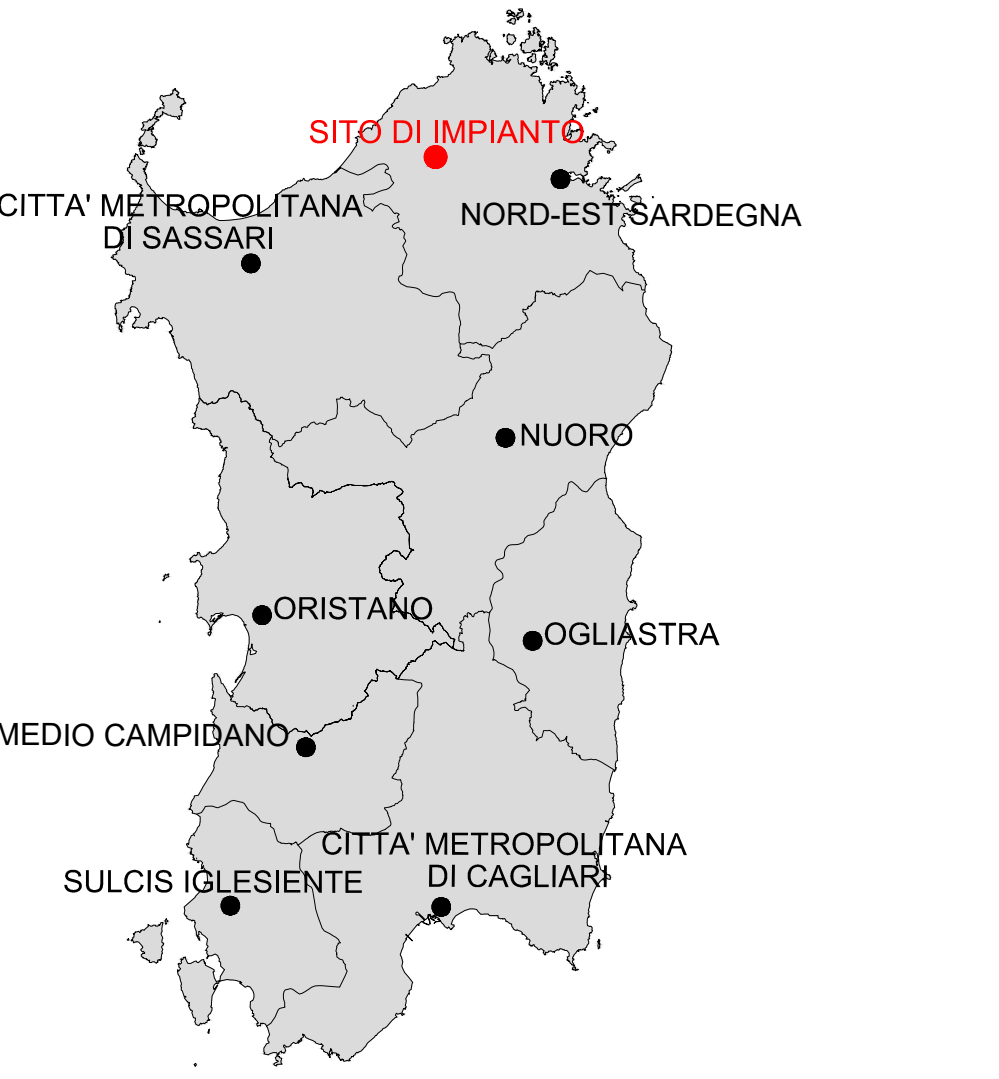 SITO DI IMPIANTO
CITTA' METROPOLITANA
DI SASSARI
NORD-EST SARDEGNA
NUORO
ORISTANO
OGLIASTRA
MEDIO CAMPIDANO
CITTA' METROPOLITANA
DI CAGLIARI
SULCIS IGLESIENTE